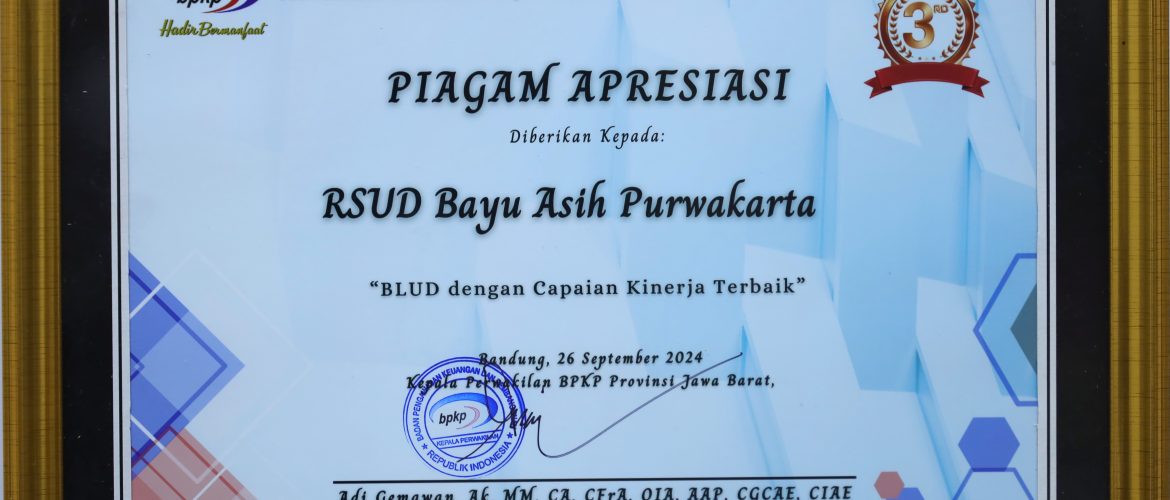 bpkp
Hadir Bermanfaat
3RD
PIAGAM APRESIASI
Diberikan Kepada:
RSUD Bayu Asih Purwakarta
“BLUD dengan Capaian Kinerja Terbaik”
Bandung, 26 September 2024
Kepala Perwakilan BPKP Provinsi Jawa Barat,
bpkp
KEPALA PERWAKILAN
REPUBLIK INDONESIA
Adi Gemawan, Ak, MM, CA, CFrA, QIA, AAP, CGCAE, CIAE